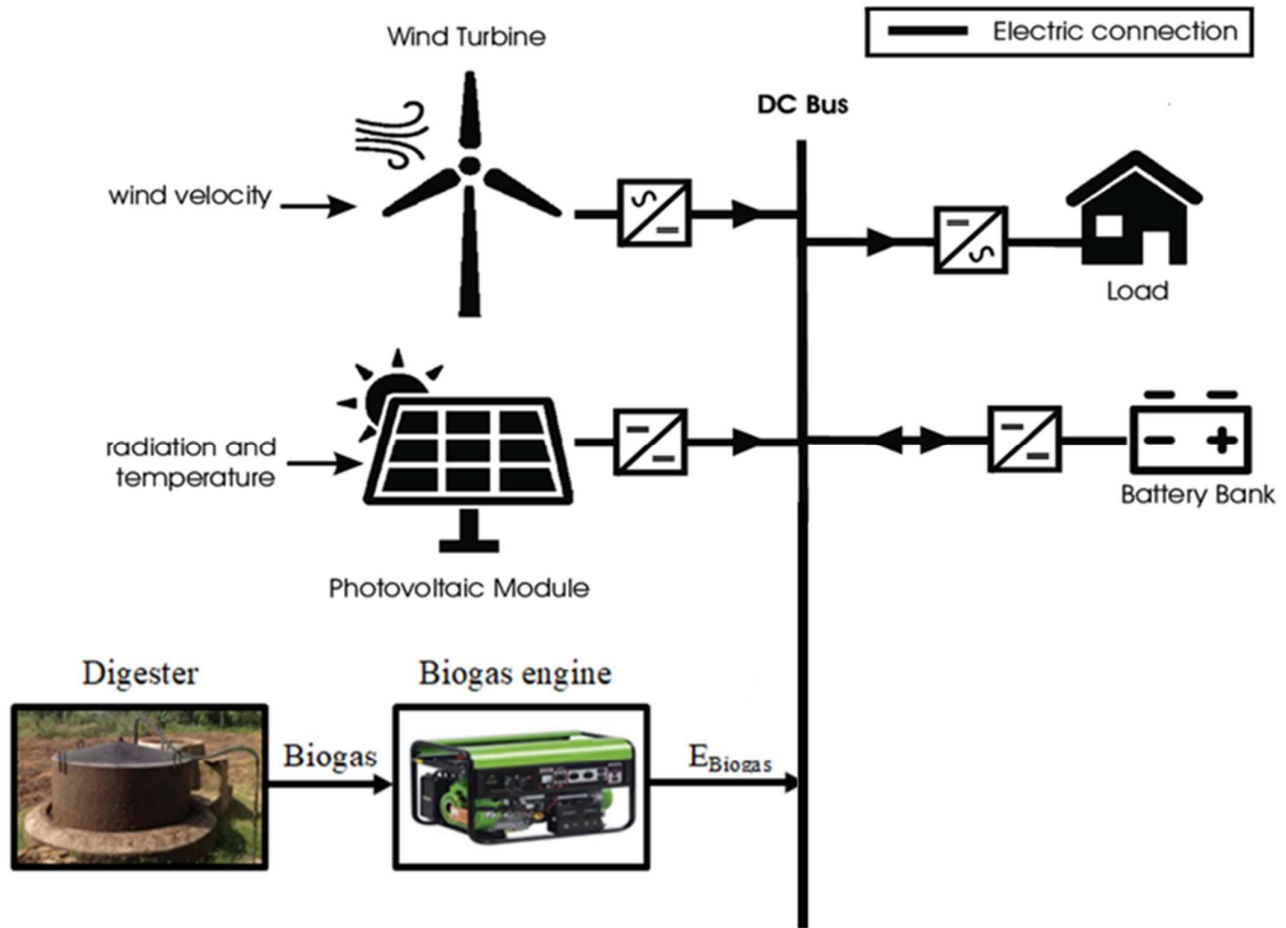 Wind Turbine
Electric connection
DC Bus
wind velocity
Load
radiation and
temperature
Battery Bank
Photovoltaic Module
Digester
Biogas engine
Biogas
EBiogas